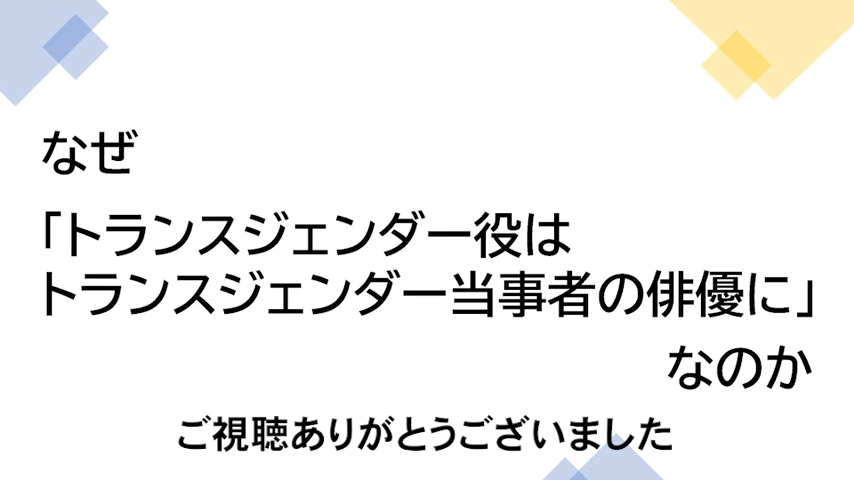 なぜ
「トランスジェンダー役は
トランスジェンダー当事者の俳優に」
なのか
ご視聴ありがとうございました